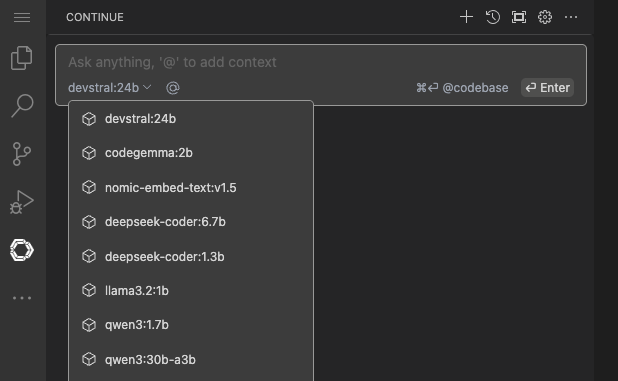 CONTINUE
Ask anything, '@' to add context
devstral:24b @ ⌘⏎ @codebase ⏎ Enter
devstral:24b
codegemma:2b
nomic-embed-text:v1.5
deepseek-coder:6.7b
deepseek-coder:1.3b
llama3.2:1b
qwen3:1.7b
qwen3:30b-a3b